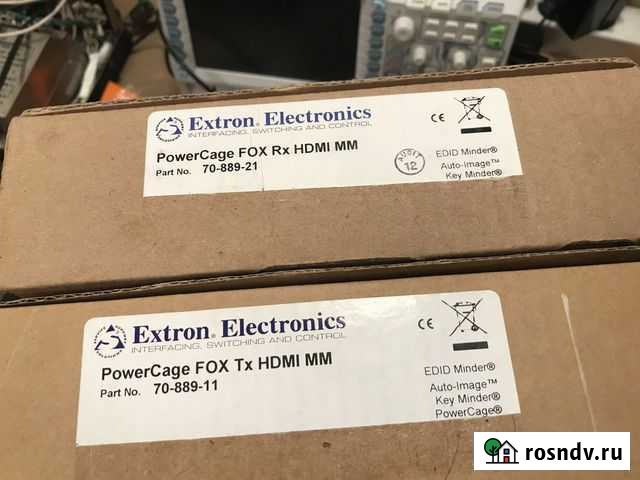 Extron® Electronics
INTERFACING, SWITCHING AND CONTROL
PowerCage FOX Rx HDMI MM
Part No. 70-889-21
CE
AUDIT
12
EDID Minder®
Auto-Image™
Key Minder®
Extron® Electronics
INTERFACING, SWITCHING AND CONTROL
PowerCage FOX Tx HDMI MM
Part No. 70-889-11
CE
EDID Minder®
Auto-Image™
Key Minder®
PowerCage®
rosndv.ru